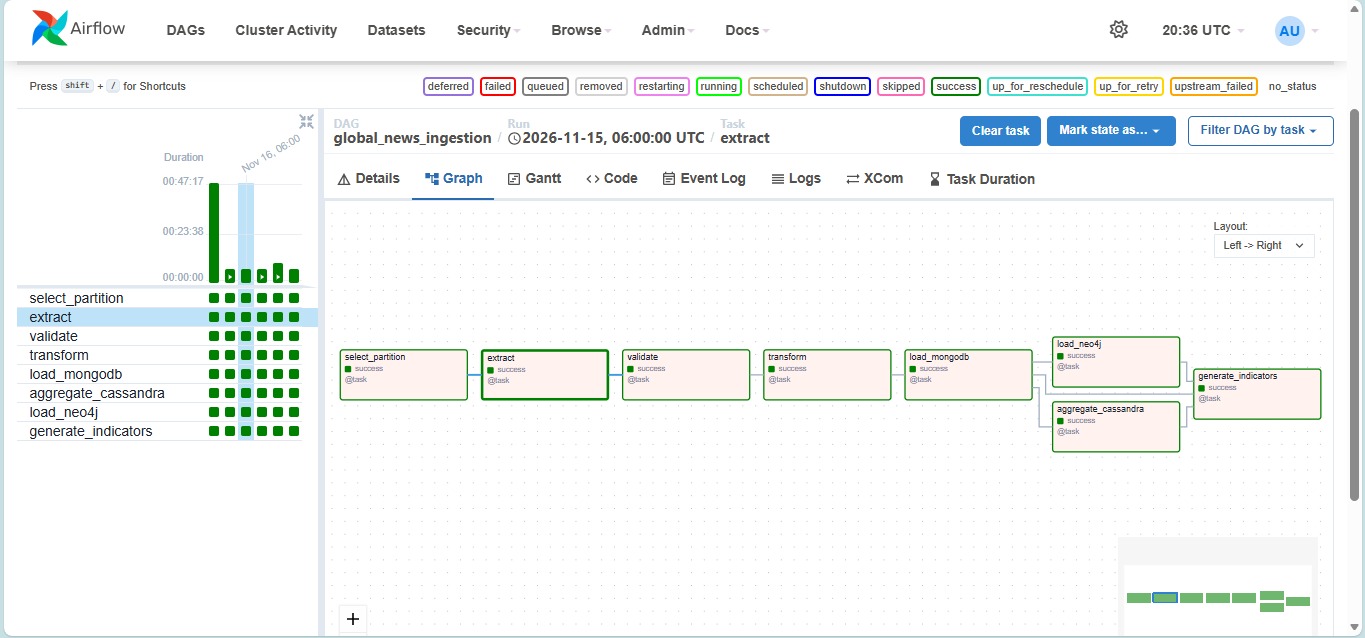 Airflow DAGs Cluster Activity Datasets Security Browse Admin Docs 20:36 UTC AU
Press shift + / for Shortcuts
deferred failed queued removed restarting running scheduled shutdown skipped success up_for_reschedule up_for_retry upstream_failed no_status
Duration
Nov 16, 06:00
00:47:17
00:23:38
00:00:00
select_partition
extract
validate
transform
load_mongodb
aggregate_cassandra
load_neo4j
generate_indicators
DAG Run Task
global_news_ingestion / 2026-11-15, 06:00:00 UTC / extract
Clear task Mark state as... Filter DAG by task
Details Graph Gantt <> Code Event Log Logs XCom Task Duration
Layout:
Left -> Right
select_partition
success
@task
extract
success
@task
validate
success
@task
transform
success
@task
load_mongodb
success
@task
load_neo4j
success
@task
aggregate_cassandra
success
@task
generate_indicators
success
@task
+